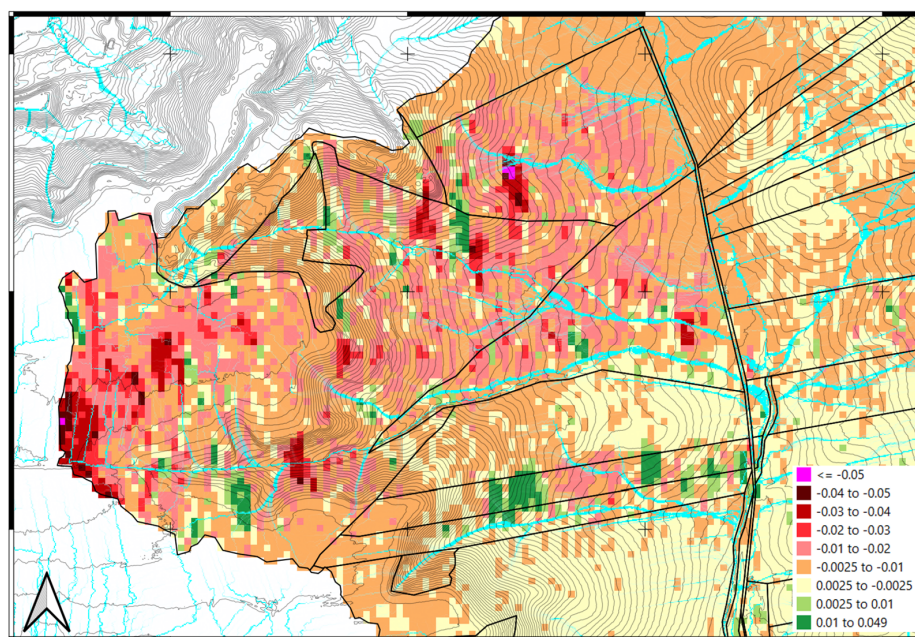 <= -0.05
-0.04 to -0.05
-0.03 to -0.04
-0.02 to -0.03
-0.01 to -0.02
-0.0025 to -0.01
0.0025 to -0.0025
0.0025 to 0.01
0.01 to 0.049